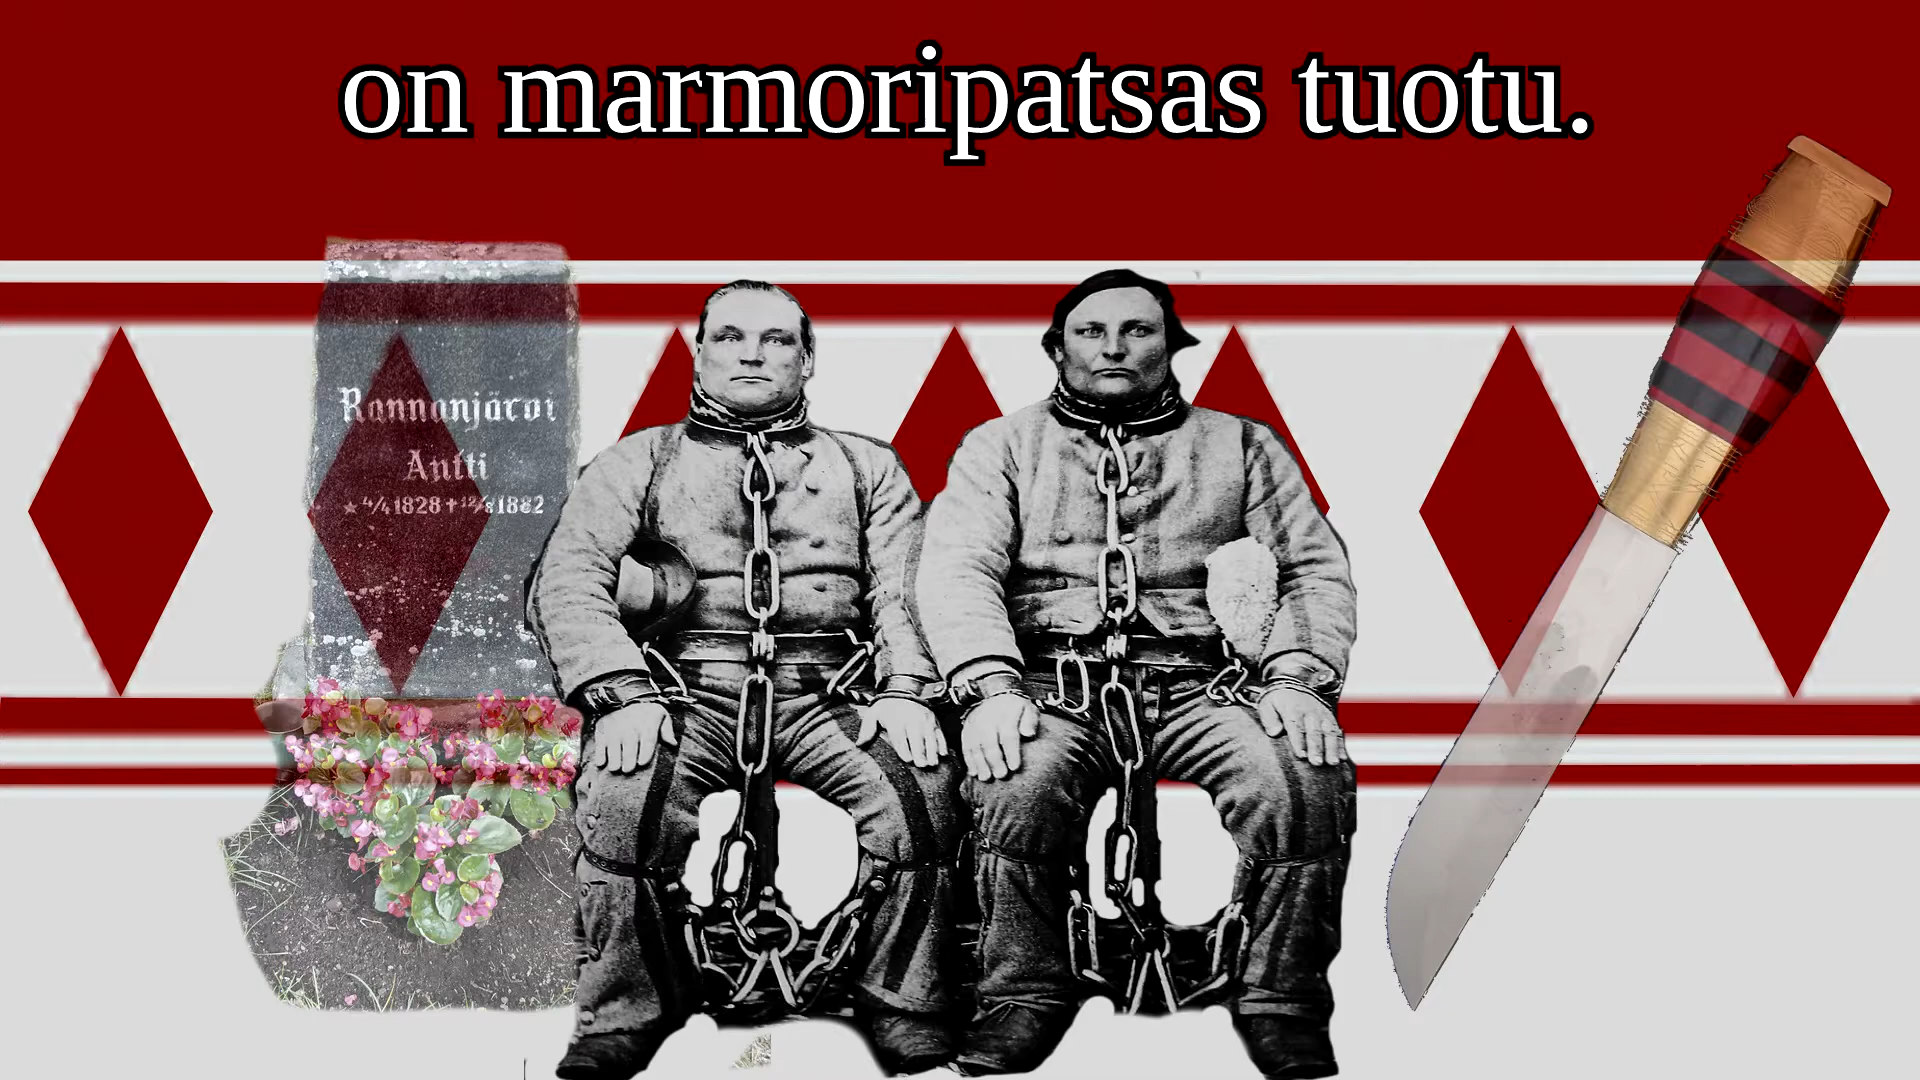 on marmoripatsas tuotu.
Rannanjärvi
Antti
★ 4/4 1828 + 12/8 1882